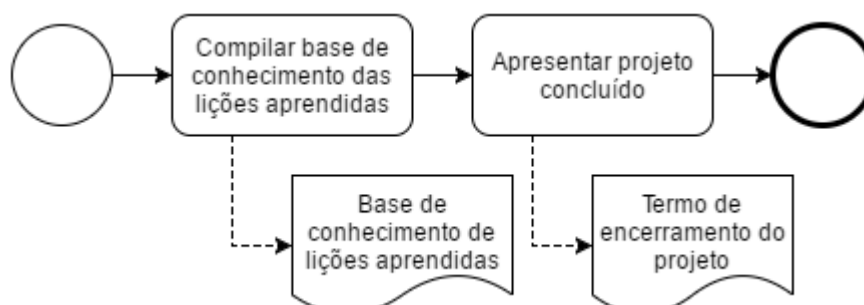 Compilar base de
conhecimento das
lições aprendidas
Apresentar projeto
concluído
Base de
conhecimento de
lições aprendidas
Termo de
encerramento do
projeto